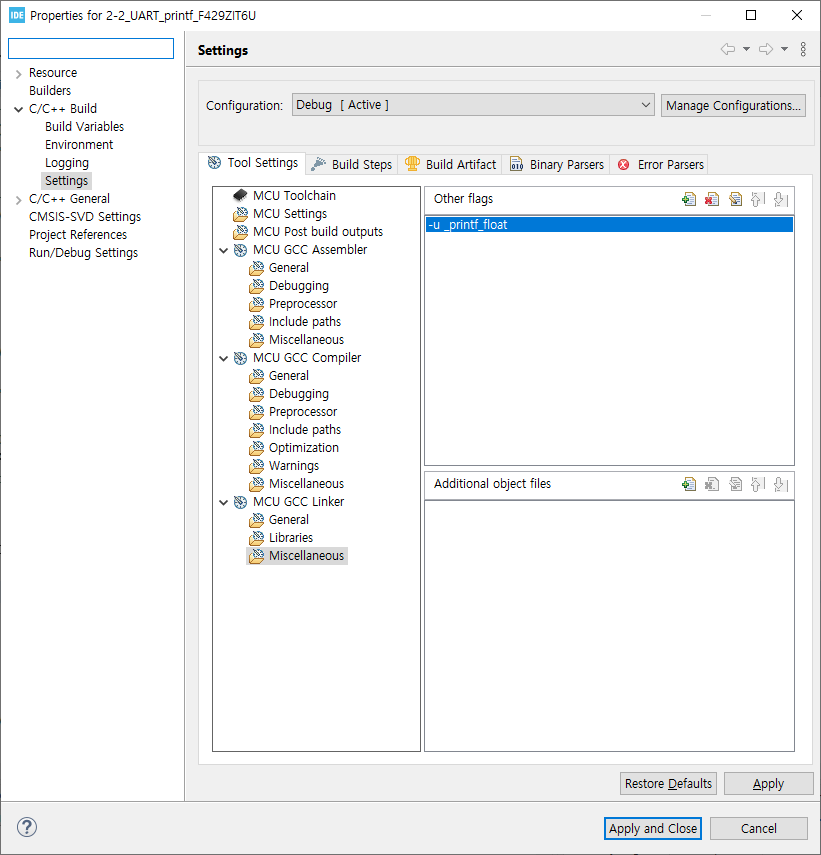 IDE Properties for 2-2_UART_printf_F429ZIT6U
Resource
Builders
C/C++ Build
Build Variables
Environment
Logging
Settings
C/C++ General
CMSIS-SVD Settings
Project References
Run/Debug Settings
Settings
Configuration: Debug [ Active ] Manage Configurations...
Tool Settings Build Steps Build Artifact Binary Parsers Error Parsers
MCU Toolchain
MCU Settings
MCU Post build outputs
MCU GCC Assembler
General
Debugging
Preprocessor
Include paths
Miscellaneous
MCU GCC Compiler
General
Debugging
Preprocessor
Include paths
Optimization
Warnings
Miscellaneous
MCU GCC Linker
General
Libraries
Miscellaneous
Other flags
-u _printf_float
Additional object files
Restore Defaults Apply
? Apply and Close Cancel